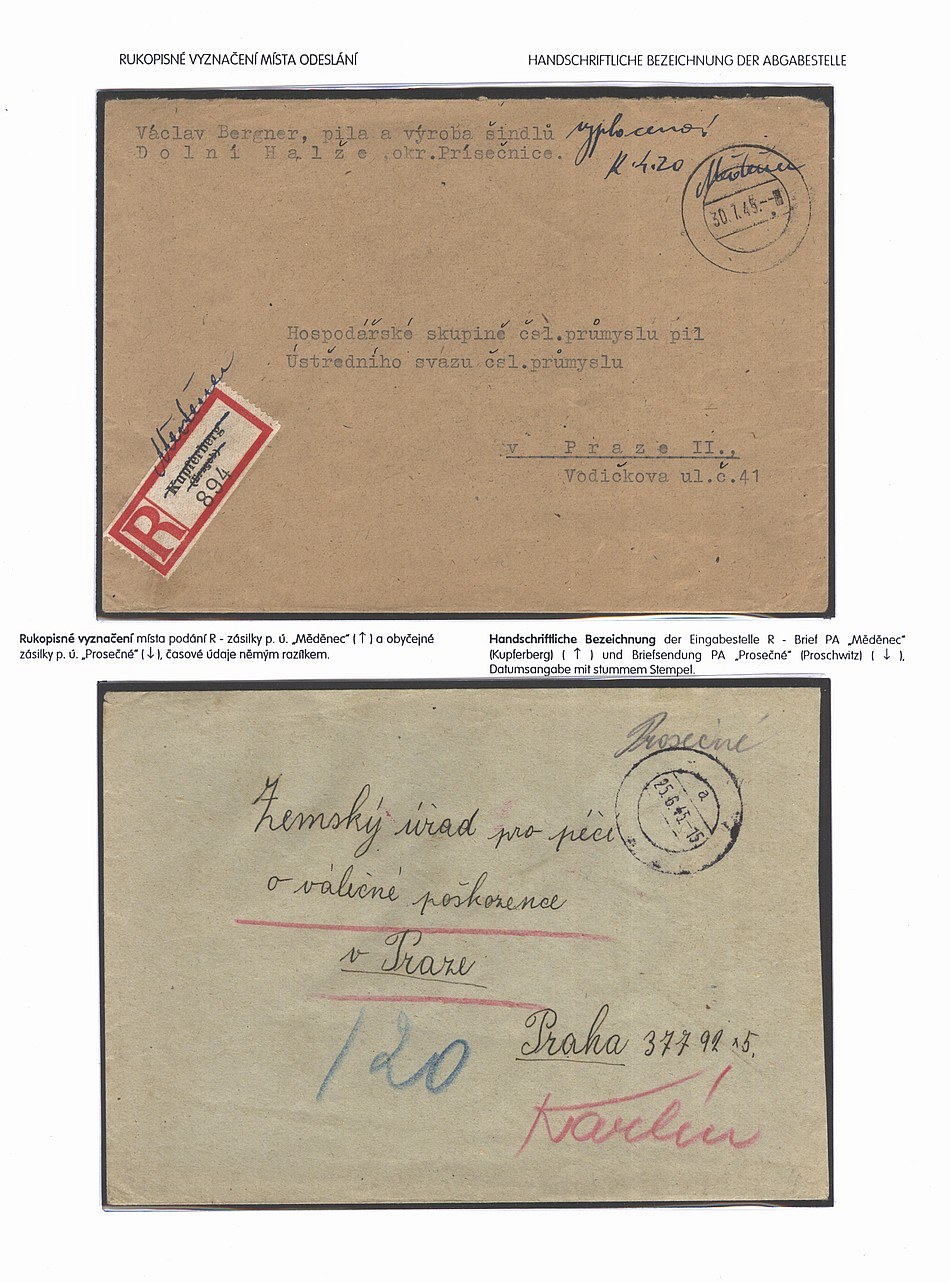 RUKOPISNÉ VYZNAČENÍ MÍSTA ODESLÁNÍ
HANDSCHRIFTLICHE BEZEICHNUNG DER ABGABESTELLE
Václav Bergner, pila a výroba šindlů
Dolní Halže, okr.Prísečnice.
vyplaceno
K 4.20
Měděnec
30.7.45.--
Hospodářské skupině čsl.průmyslu pil
Ústředního svazu čsl.průmyslu
v Praze II.,
Vodičkova ul.č.41
Měděnec
Kupferberg
(Erzgeb)
894
R
Rukopisné vyznačení místa podání R - zásilky p. ú. „Měděnec" (↑) a obyčejné
zásilky p. ú. „Prosečné" (↓), časové údaje němým razítkem.
Handschriftliche Bezeichnung der Eingabestelle R - Brief PA „Měděnec"
(Kupferberg) ( ↑ ) und Briefsendung PA „Prosečné" (Proschwitz) ( ↓ ),
Datumsangabe mit stummem Stempel.
Prosečné
a
25.6.45-15
Zemský úřad pro péči
o válečné poškozence
v Praze
120
Praha 377 92
Karlín